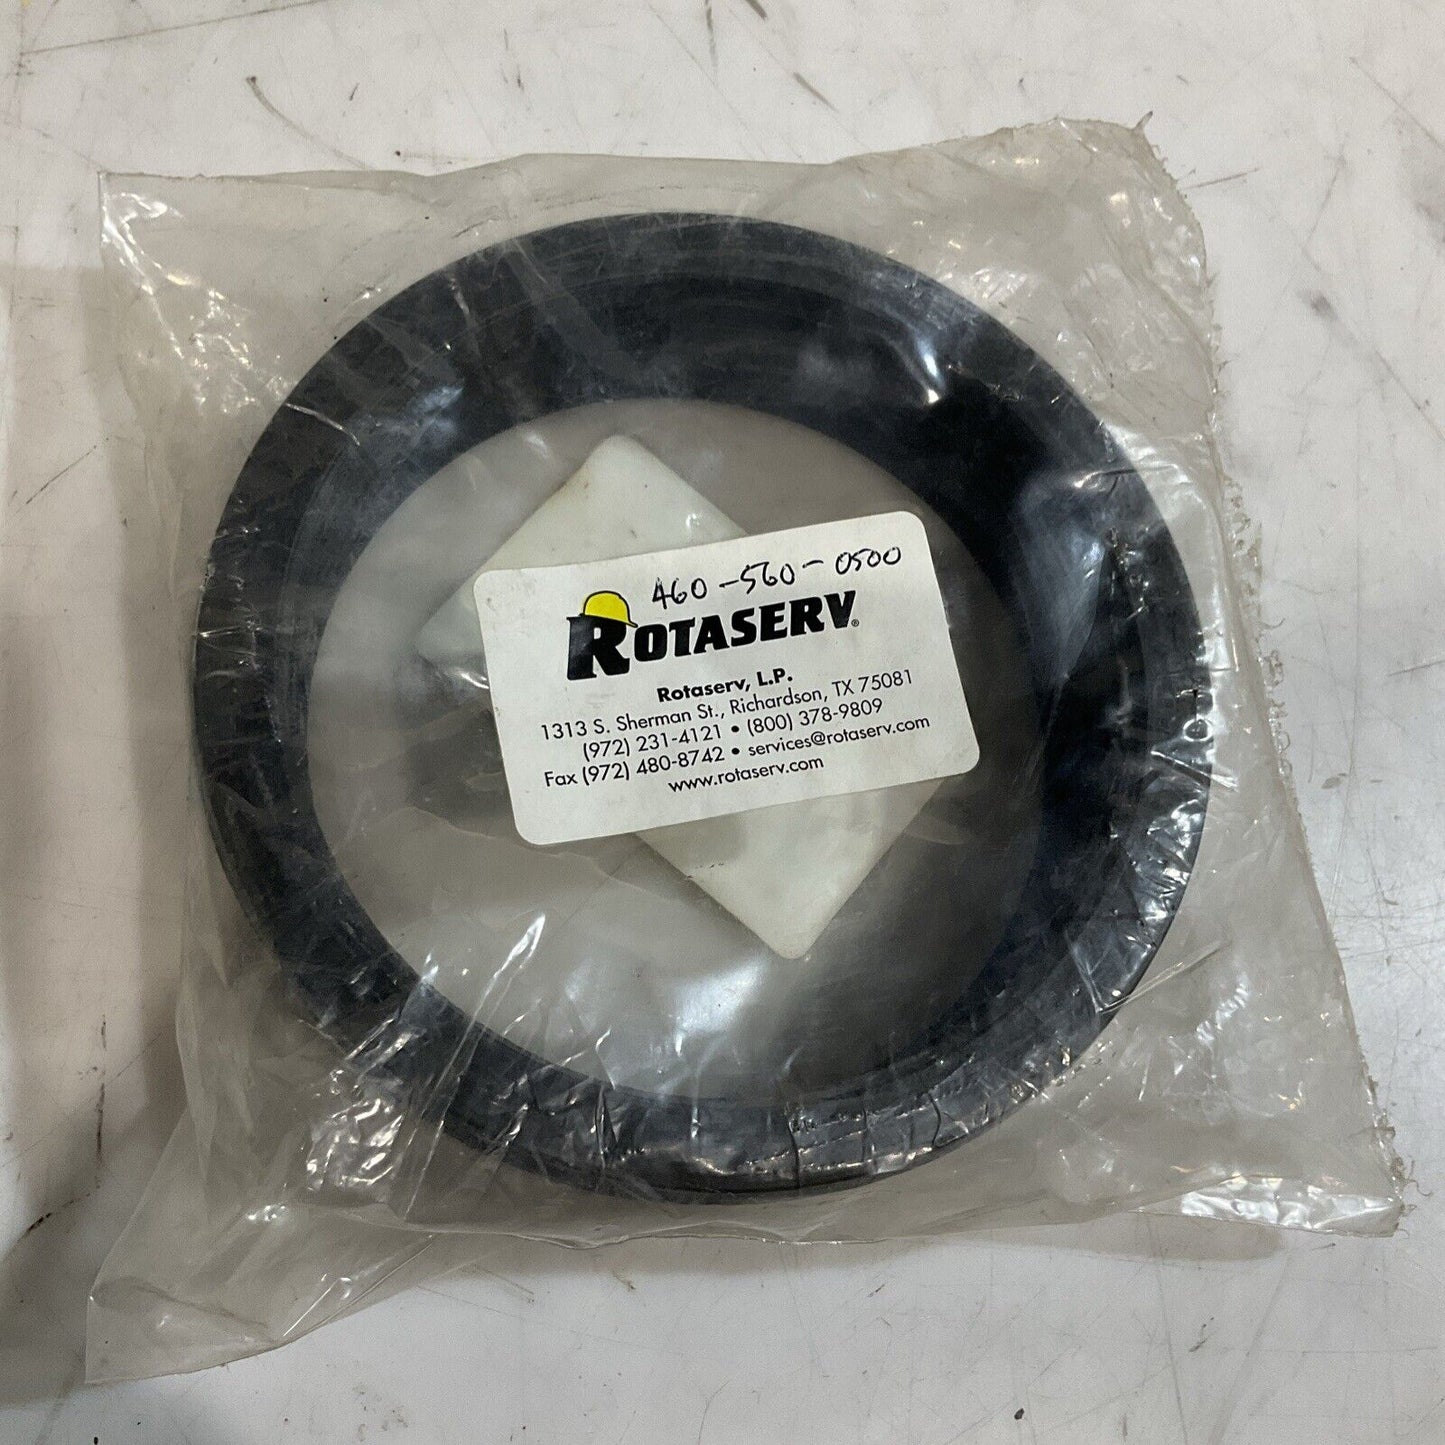 460-560-0500
ROTASERV®
Rotaserv, L.P.
1313 S. Sherman St., Richardson, TX 75081
(972) 231-4121 • (800) 378-9809
Fax (972) 480-8742 • services@rotaserv.com
www.rotaserv.com